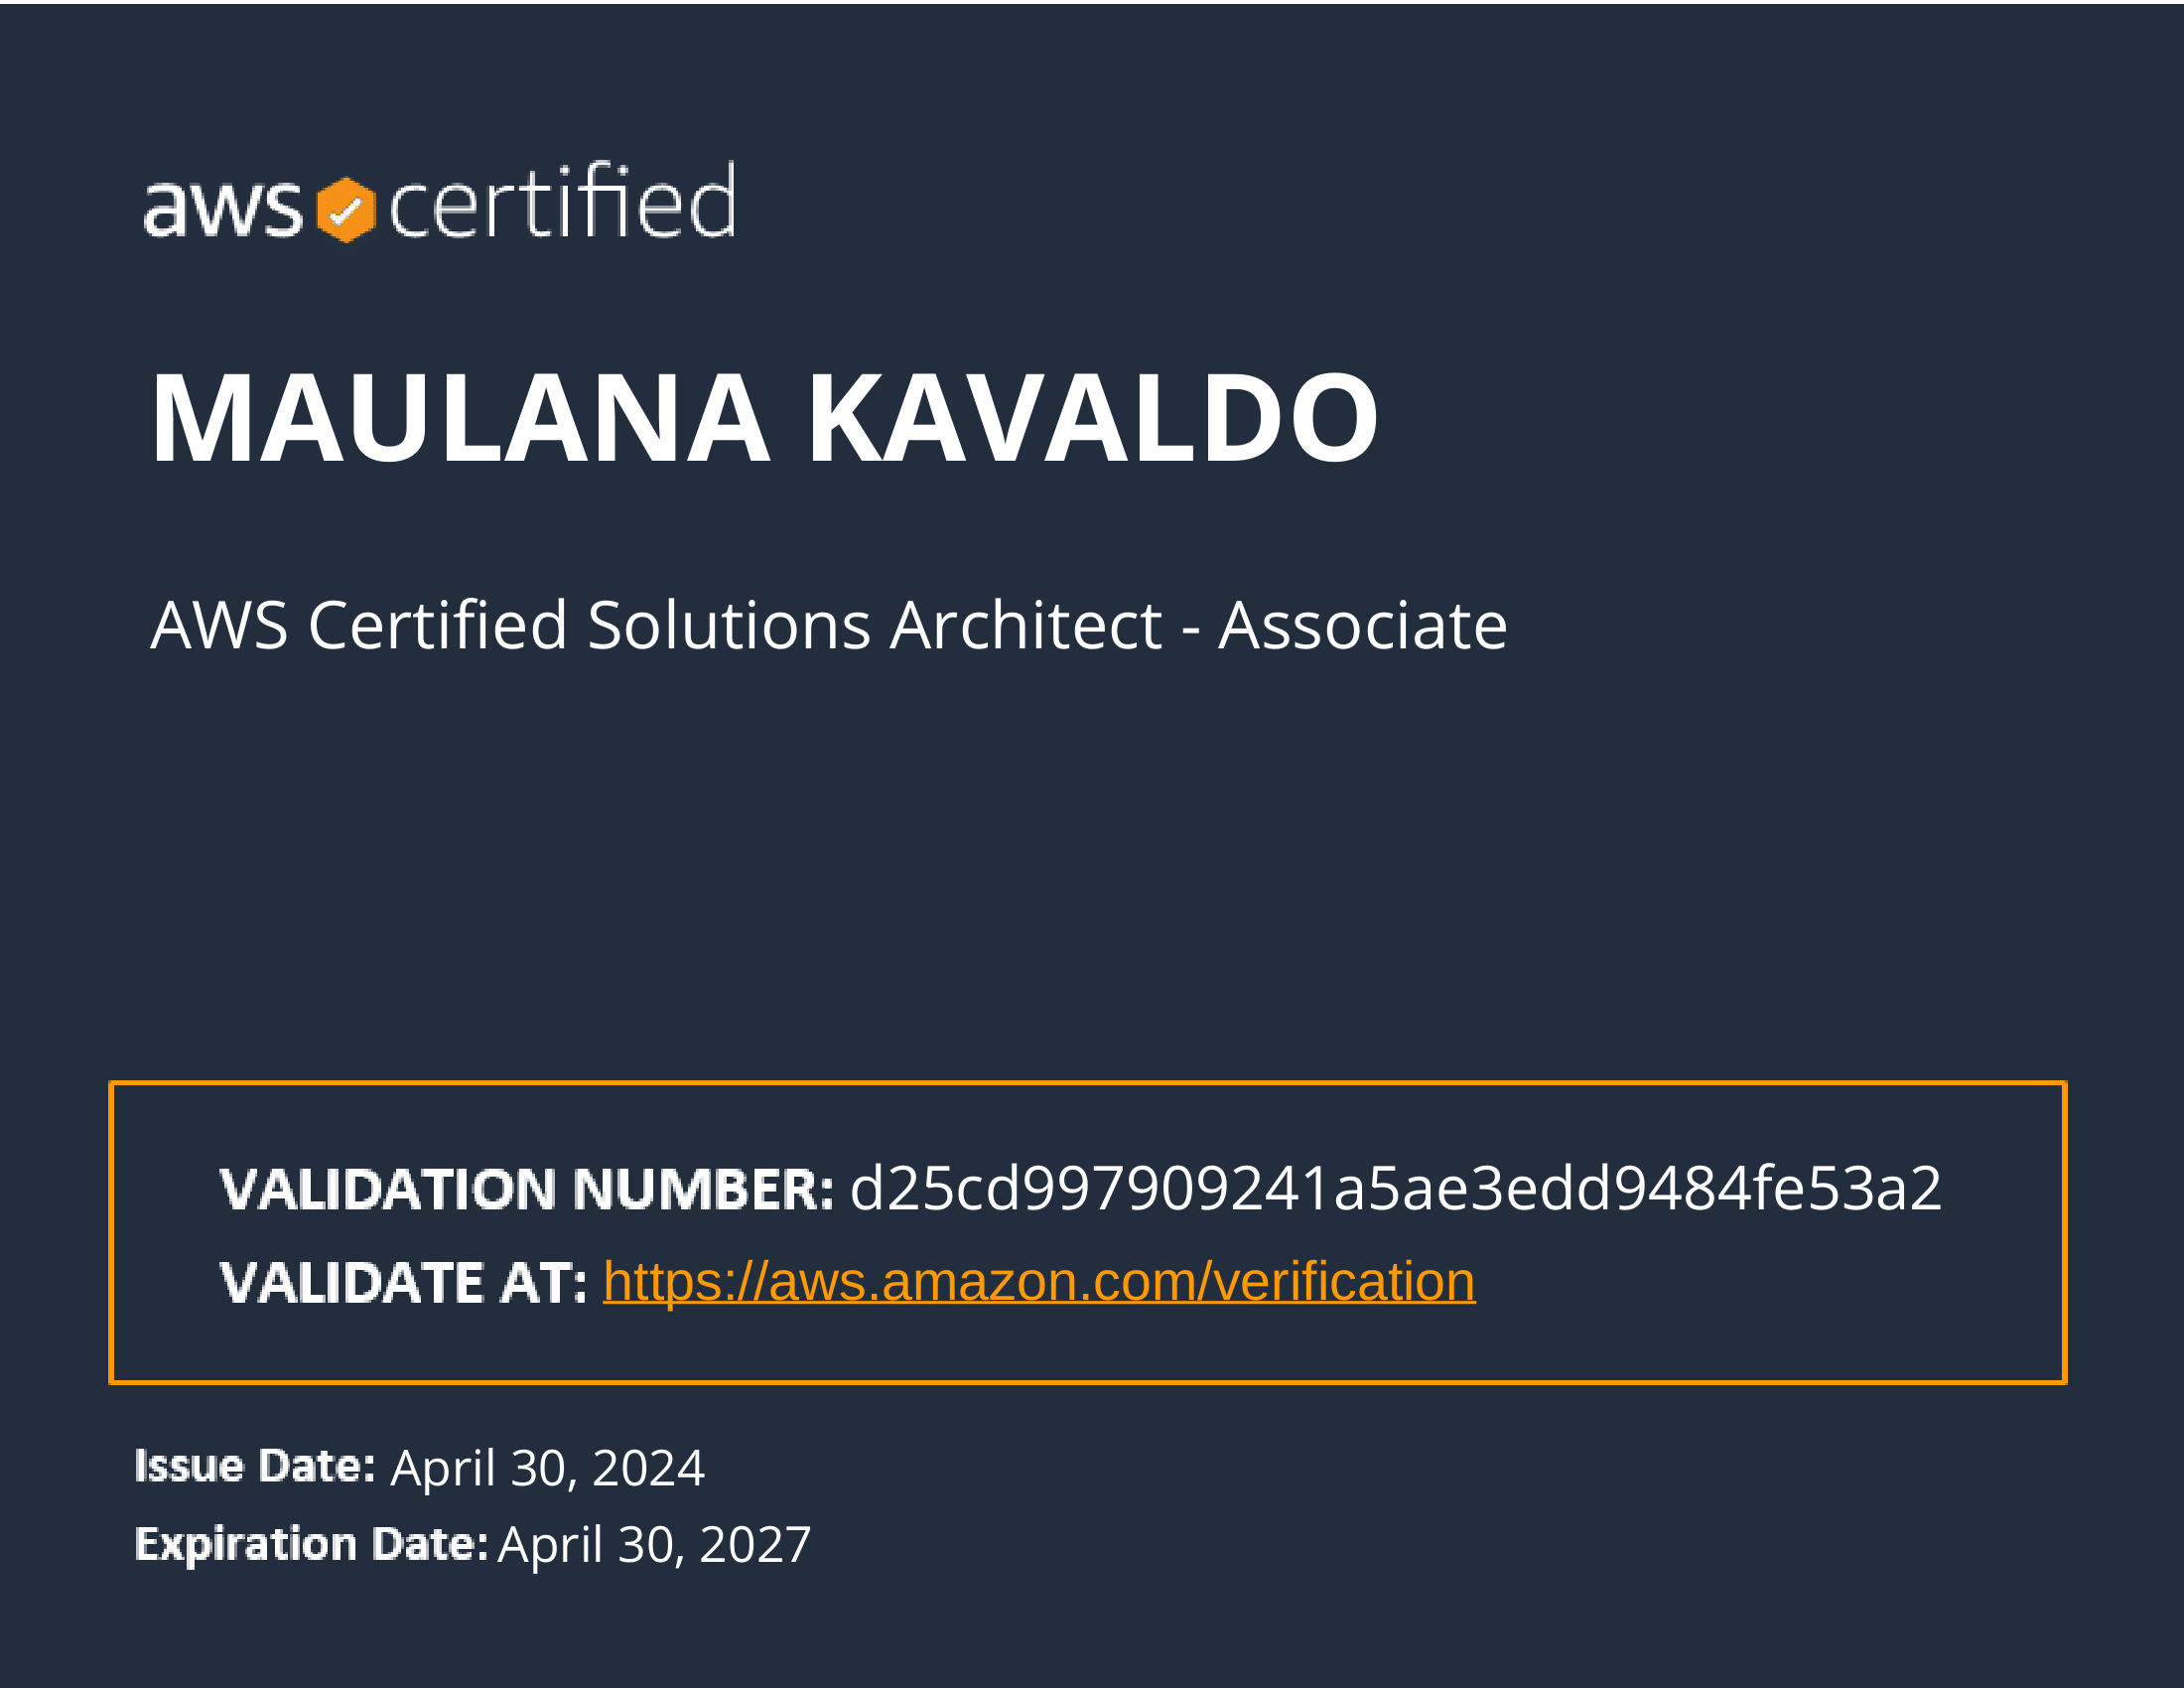 aws certified
MAULANA KAVALDO
AWS Certified Solutions Architect - Associate
VALIDATION NUMBER: d25cd997909241a5ae3edd9484fe53a2
VALIDATE AT: https://aws.amazon.com/verification
Issue Date: April 30, 2024
Expiration Date: April 30, 2027